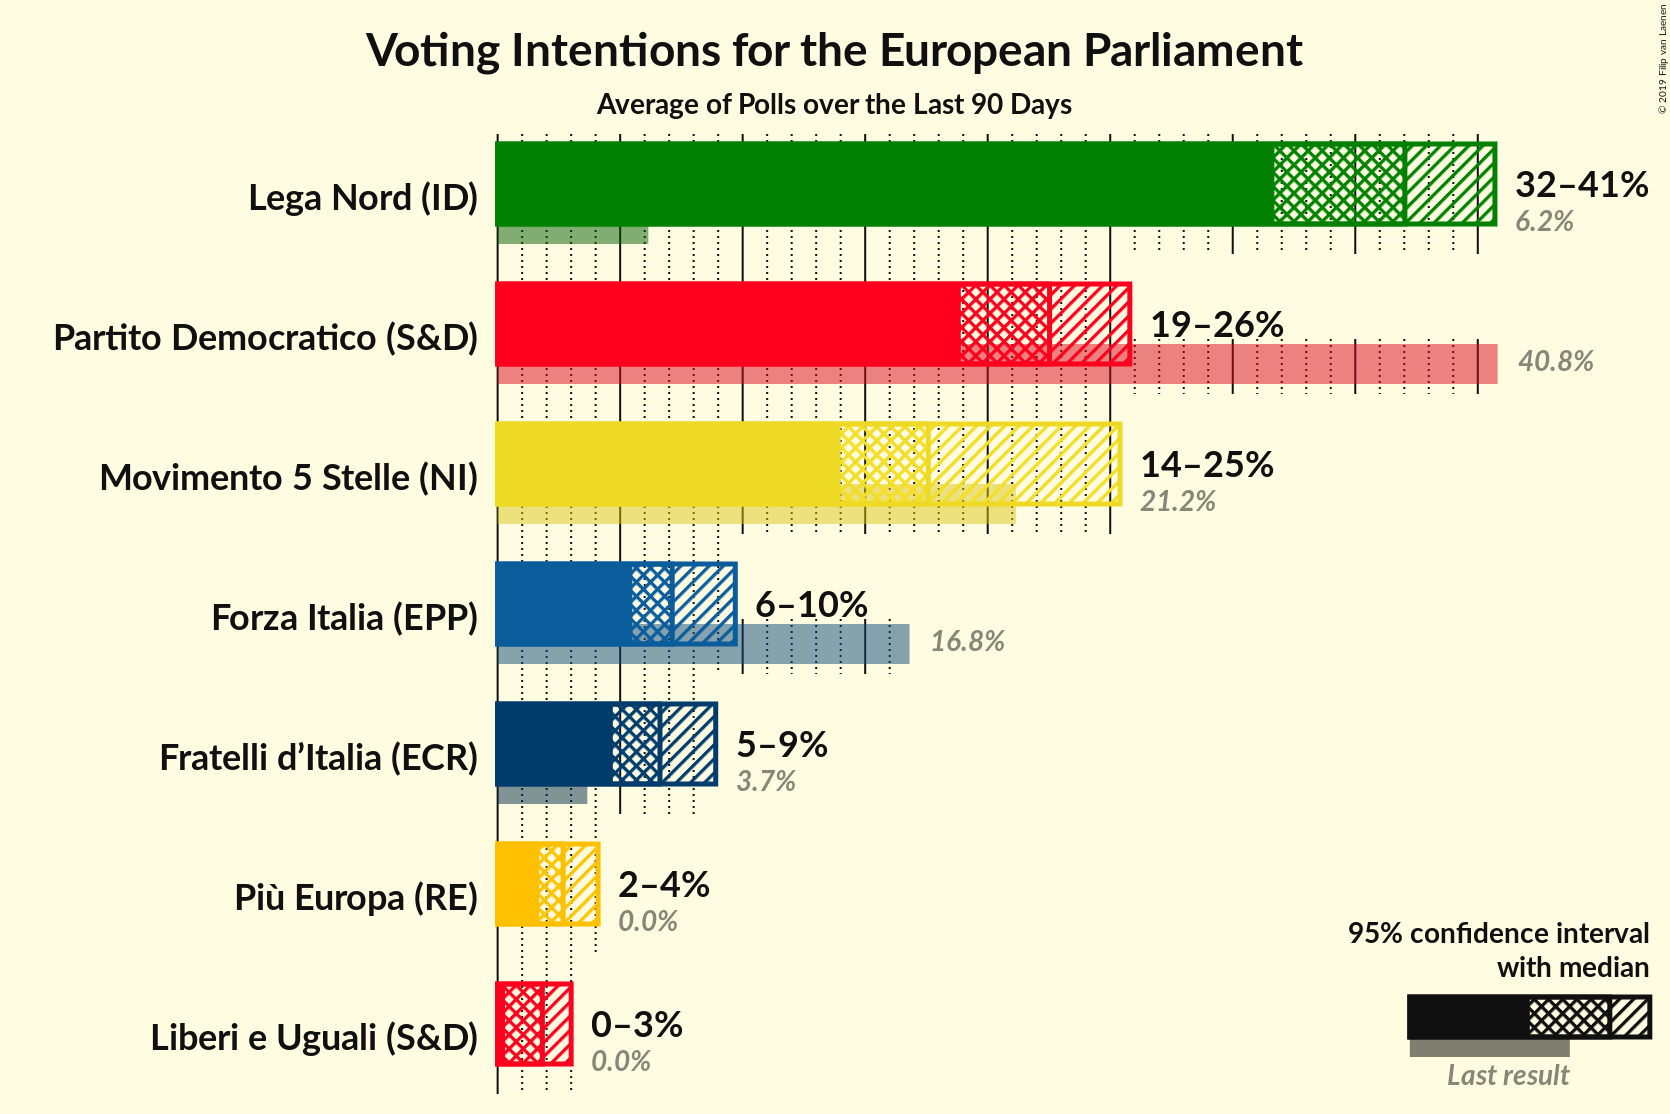 Voting Intentions for the European Parliament
Average of Polls over the Last 90 Days
© 2019 Filip van Laenen
Lega Nord (ID)
32–41%
6.2%
Partito Democratico (S&D)
19–26%
40.8%
Movimento 5 Stelle (NI)
14–25%
21.2%
Forza Italia (EPP)
6–10%
16.8%
Fratelli d’Italia (ECR)
5–9%
3.7%
Più Europa (RE)
2–4%
0.0%
Liberi e Uguali (S&D)
0–3%
0.0%
95% confidence interval
with median
Last result